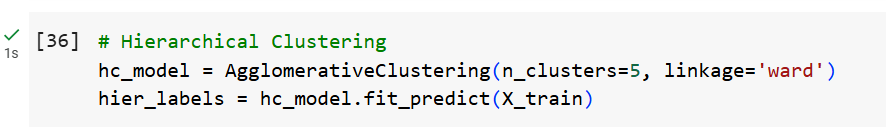 [36] # Hierarchical Clustering
1s
hc_model = AgglomerativeClustering(n_clusters=5, linkage='ward')
hier_labels = hc_model.fit_predict(X_train)